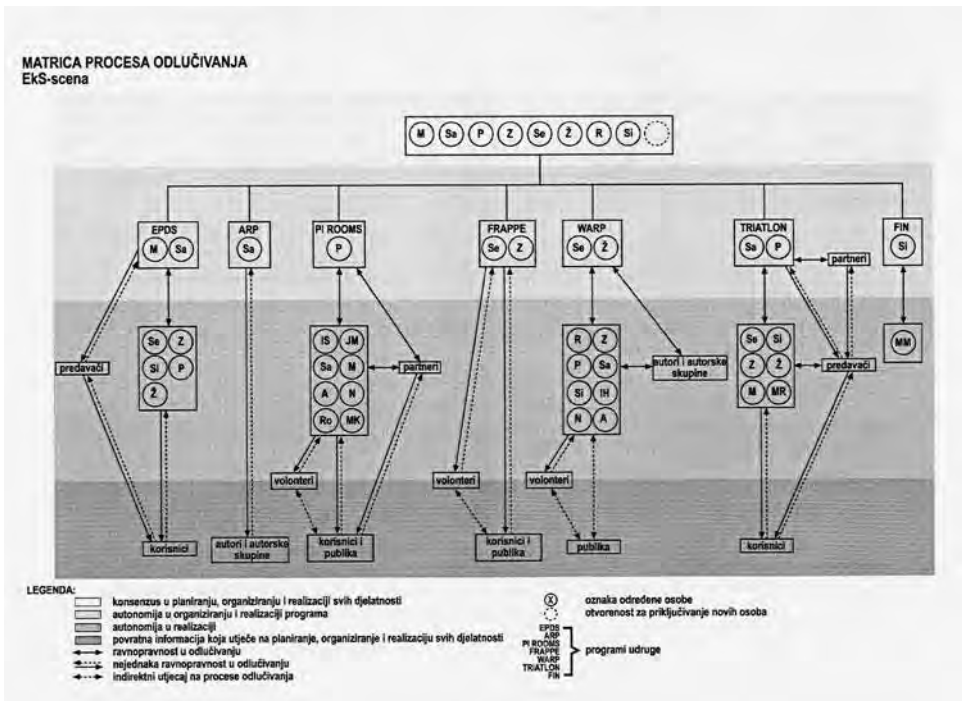 MATRICA PROCESA ODLUČIVANJA
EkS-scena
M Sa P Z Se Ž R Si
EPDS
M Sa
ARP
Sa
PI ROOMS
P
FRAPPE
Se Z
WARP
Se Ž
TRIATLON
Sa P
partneri
FIN
Si
predavači
Se Z
Si P
Ž
IS JM
Sa M
A N
Ro MK
partneri
R Z
P Sa
Si IH
N A
autori i autorske
skupine
Se Si
Z Ž
M MR
predavači
MM
volonteri
volonteri
volonteri
korisnici
autori i autorske
skupine
korisnici i
publika
korisnici i
publika
publika
korisnici
LEGENDA:
konsenzus u planiranju, organiziranju i realizaciji svih djelatnosti
autonomija u organiziranju i realizaciji programa
autonomija u realizaciji
povratna informacija koja utječe na planiranje, organiziranje i realizaciju svih djelatnosti
ravnopravnost u odlučivanju
nejednaka ravnopravnost u odlučivanju
indirektni utjecaj na procese odlučivanja
X oznaka određene osobe
otvorenost za priključivanje novih osoba
EPDS
ARP
PI ROOMS
FRAPPE
WARP
TRIATLON
FIN
programi udruge